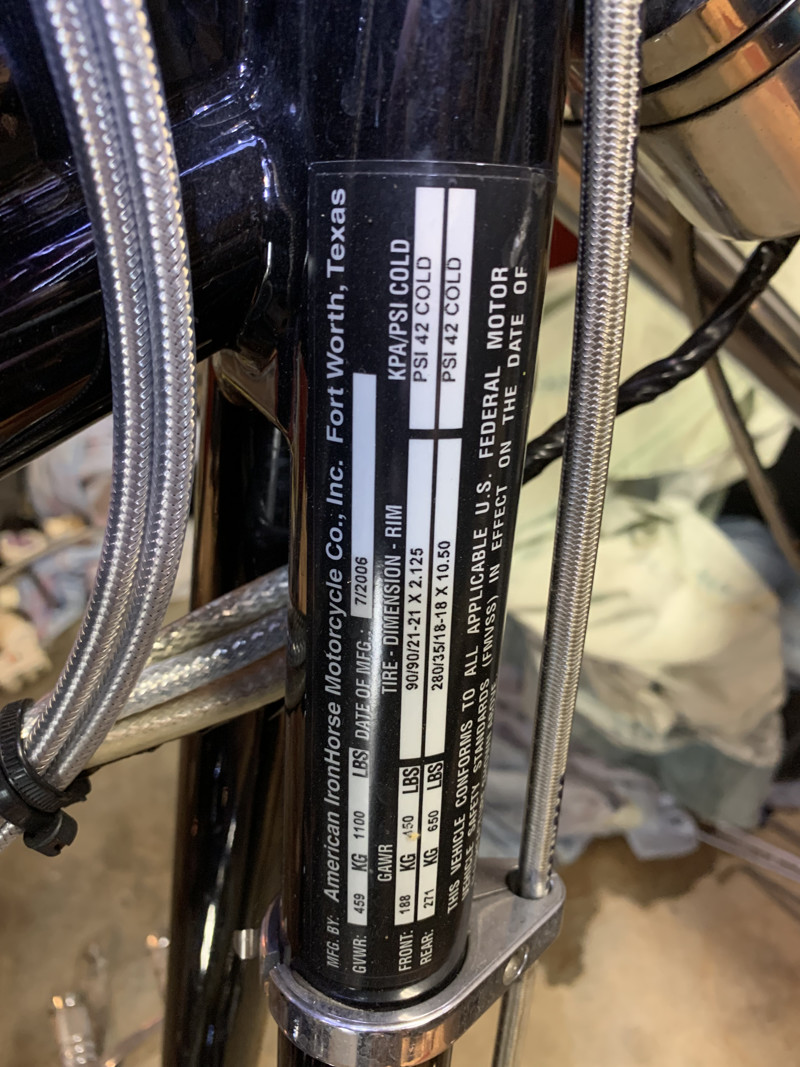 MFG. BY: American IronHorse Motorcycle Co., Inc. Fort Worth, Texas
GVWR: 459 KG 1100 LBS DATE OF MFG.: 7/2006
GAWR TIRE - DIMENSION - RIM KPA/PSI COLD
FRONT: 188 KG 450 LBS 90/90/21-21 X 2.125 PSI 42 COLD
REAR: 271 KG 650 LBS 280/35/18-18 X 10.50 PSI 42 COLD
THIS VEHICLE CONFORMS TO ALL APPLICABLE U.S. FEDERAL MOTOR
VEHICLE SAFETY STANDARDS (FMVSS) IN EFFECT ON THE DATE OF